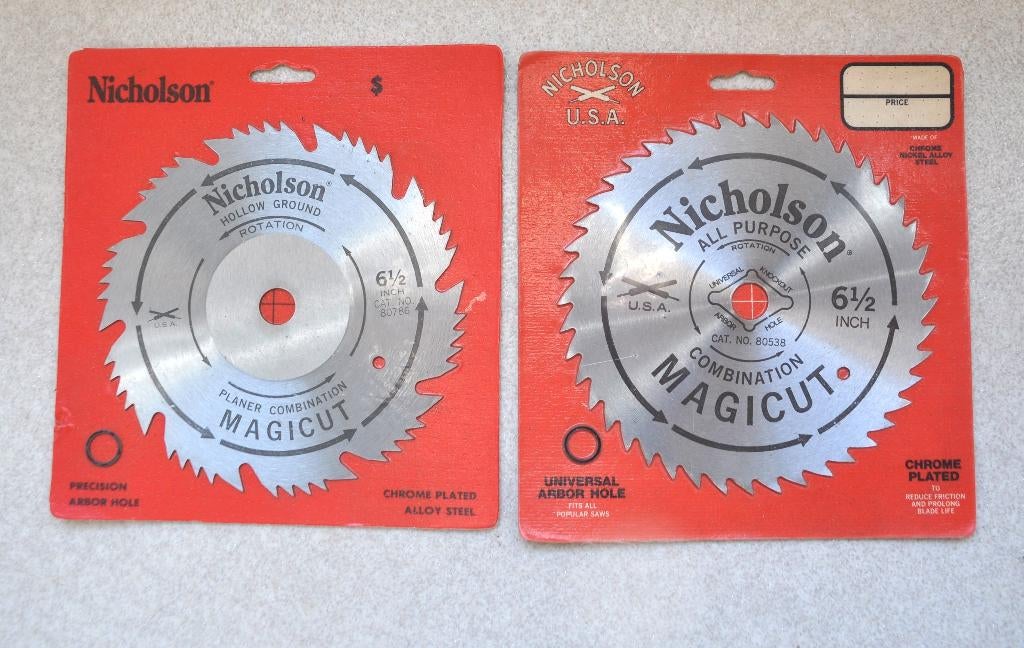 Nicholson®
$
Nicholson®
HOLLOW GROUND
ROTATION
6½
INCH
CAT. NO.
80786
U.S.A.
PLANER COMBINATION
MAGICUT
PRECISION
ARBOR HOLE
CHROME PLATED
ALLOY STEEL
NICHOLSON
U.S.A.
PRICE
MADE OF
CHROME
NICKEL ALLOY
STEEL
Nicholson®
ALL PURPOSE
ROTATION
UNIVERSAL KNOCKOUT
ARBOR HOLE
U.S.A.
6½
INCH
CAT. NO. 80538
COMBINATION
MAGICUT
UNIVERSAL
ARBOR HOLE
FITS ALL
POPULAR SAWS
CHROME
PLATED
TO
REDUCE FRICTION
AND PROLONG
BLADE LIFE